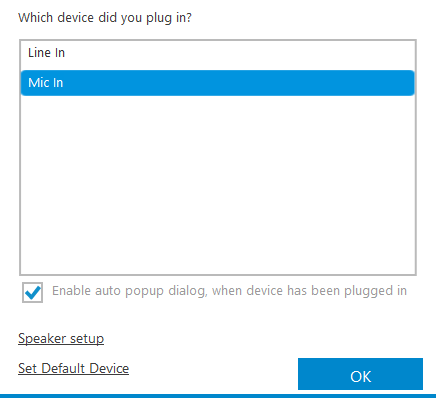 Which device did you plug in?
Line In
Mic In
Enable auto popup dialog, when device has been plugged in
Speaker setup
Set Default Device
OK